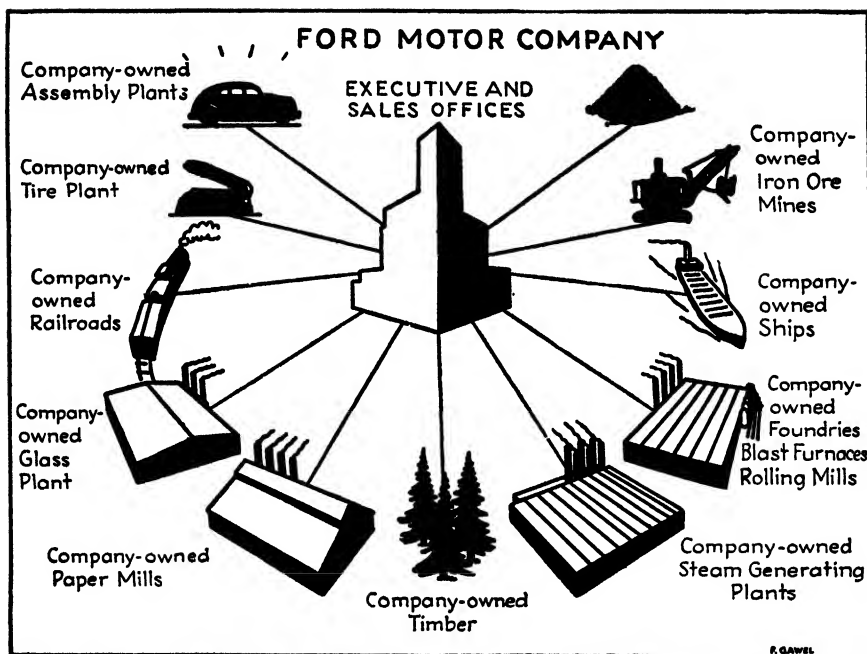 FORD MOTOR COMPANY
EXECUTIVE AND
SALES OFFICES
Company-owned
Assembly Plants
Company-owned
Tire Plant
Company-
owned
Railroads
Company-
owned
Glass
Plant
Company-owned
Paper Mills
Company-owned
Timber
Company-owned
Steam Generating
Plants
Company-
owned
Foundries
Blast Furnaces
Rolling Mills
Company-
owned
Ships
Company-
owned
Iron Ore
Mines
F. GAWEL